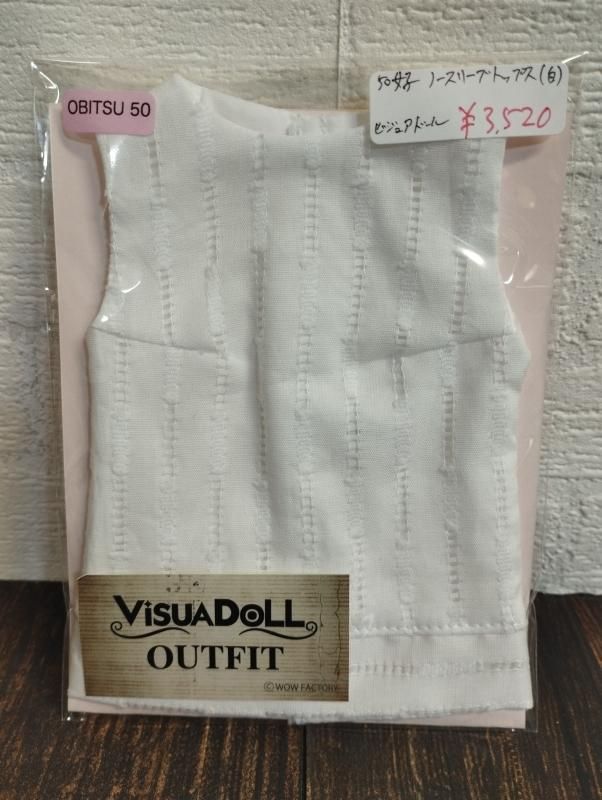 OBITSU 50
50女子 ノースリーブトップス(白)
ビジュアドール ¥3,520
VISUADOLL
OUTFIT
©WOW FACTORY